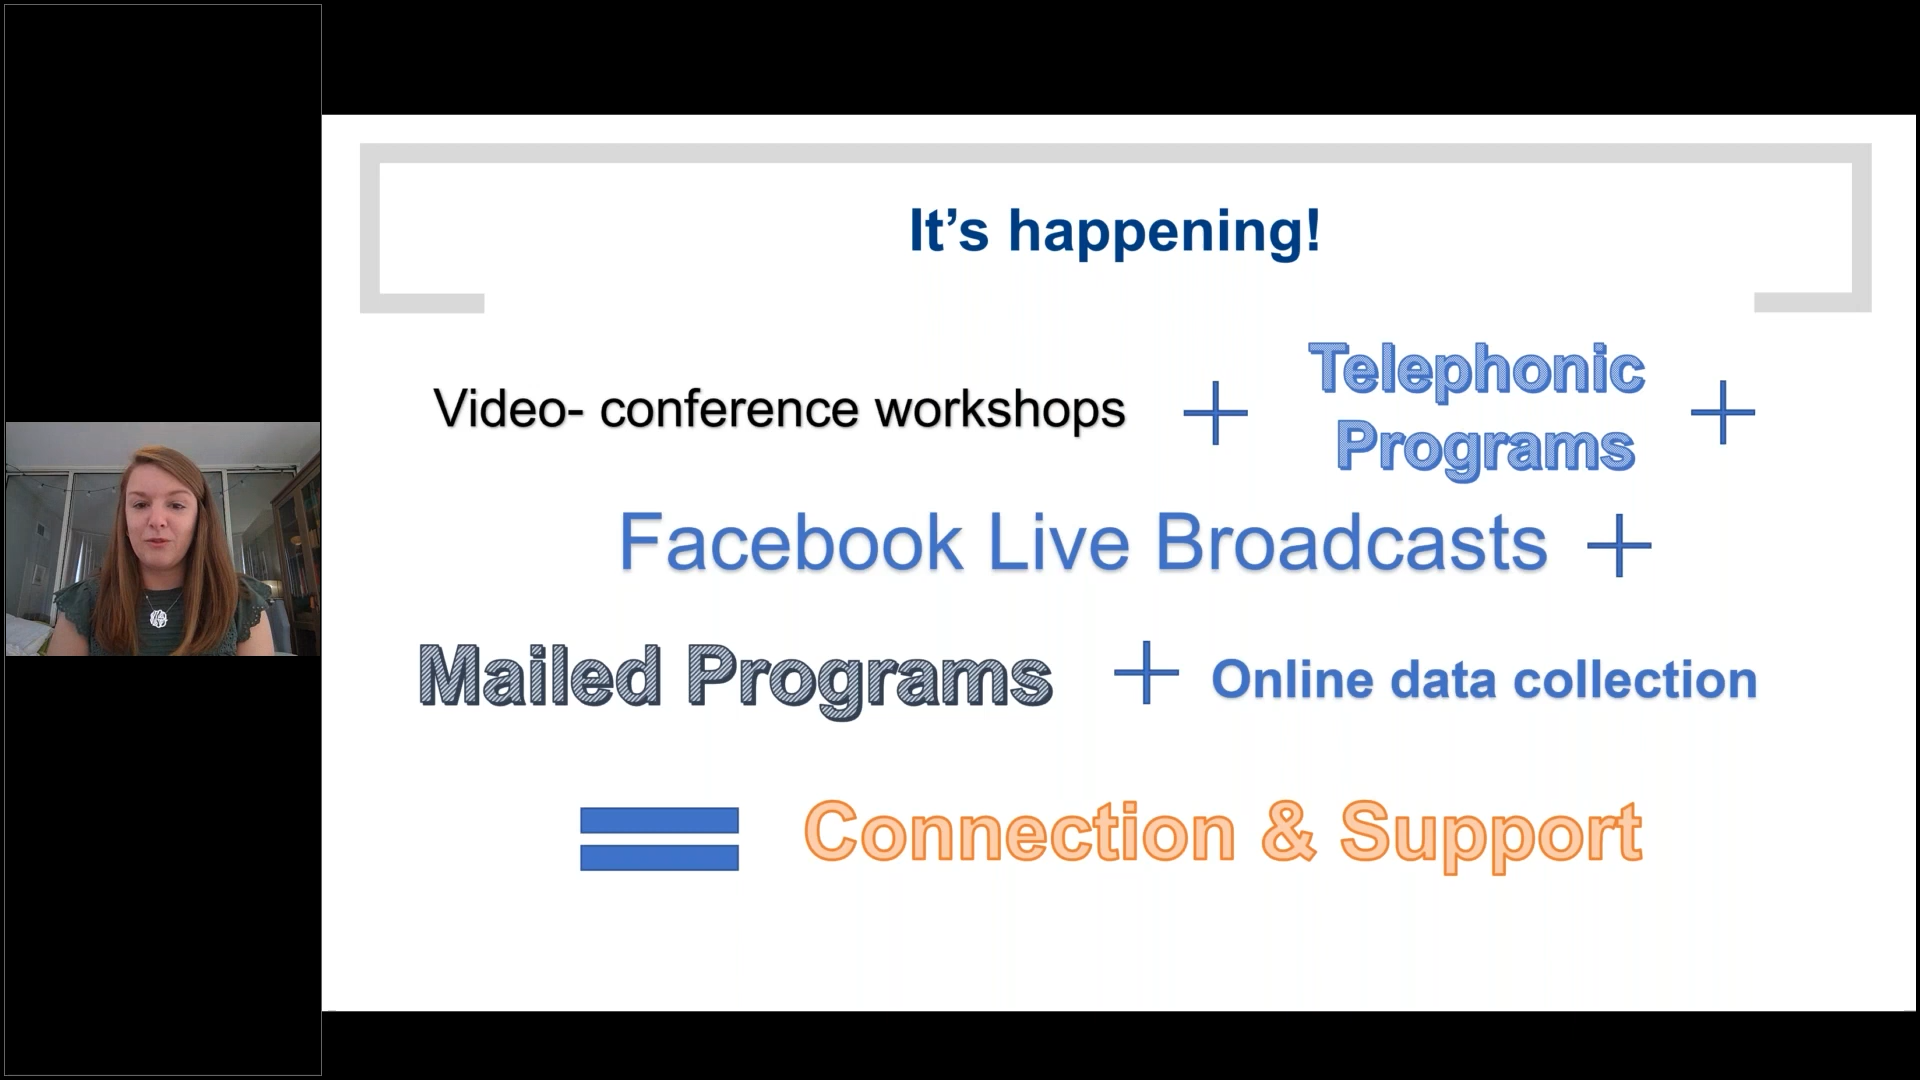 It’s happening!
Video- conference workshops + Telephonic Programs +
Facebook Live Broadcasts +
Mailed Programs + Online data collection
= Connection & Support